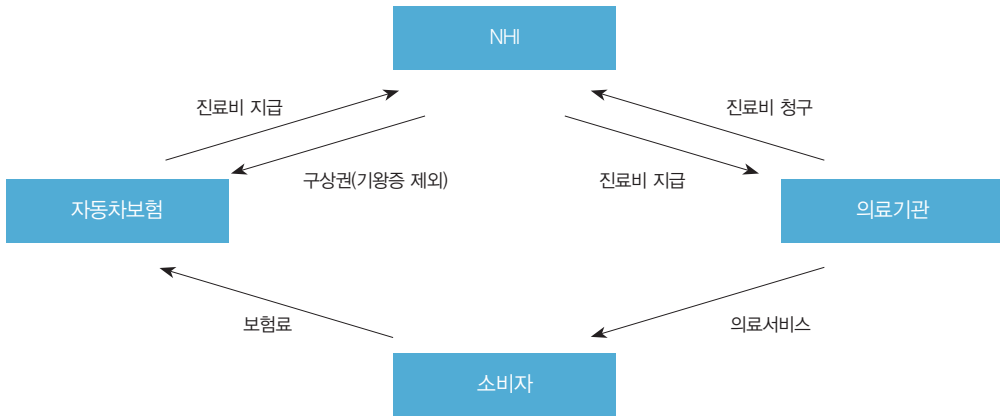 NHI
진료비 지급
진료비 청구
구상권(기왕증 제외)
진료비 지급
자동차보험
의료기관
보험료
의료서비스
소비자